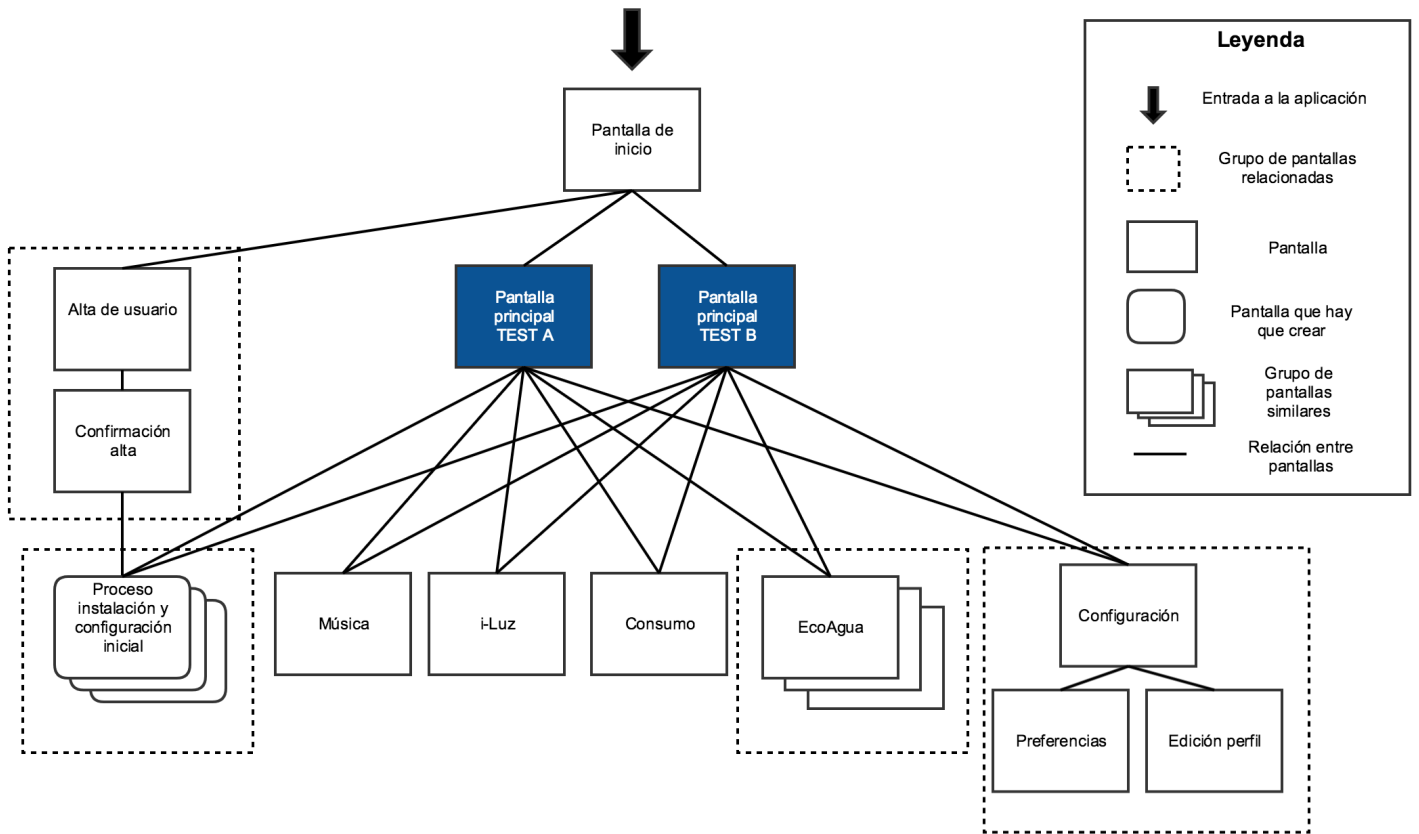 Leyenda
Entrada a la aplicación
Grupo de pantallas
relacionadas
Pantalla
Pantalla que hay
que crear
Grupo de
pantallas
similares
Relación entre
pantallas
Pantalla de
inicio
Alta de usuario
Pantalla
principal
TEST A
Pantalla
principal
TEST B
Confirmación
alta
Proceso
instalación y
configuración
inicial
Música
i-Luz
Consumo
EcoAgua
Configuración
Preferencias
Edición perfil